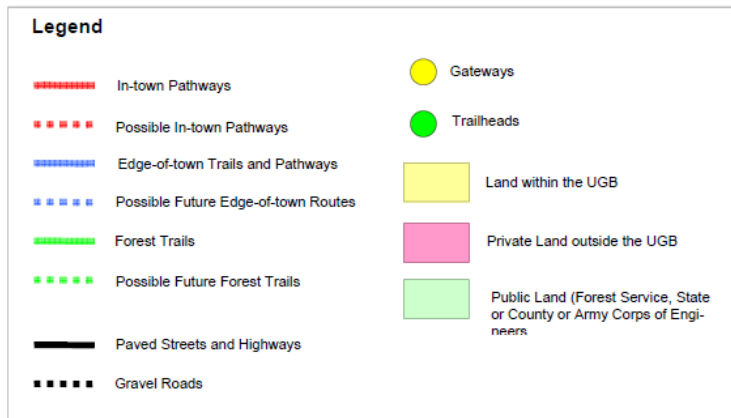 Legend
In-town Pathways
Possible In-town Pathways
Edge-of-town Trails and Pathways
Possible Future Edge-of-town Routes
Forest Trails
Possible Future Forest Trails
Paved Streets and Highways
Gravel Roads
Gateways
Trailheads
Land within the UGB
Private Land outside the UGB
Public Land (Forest Service, State
or County or Army Corps of Engi-
neers